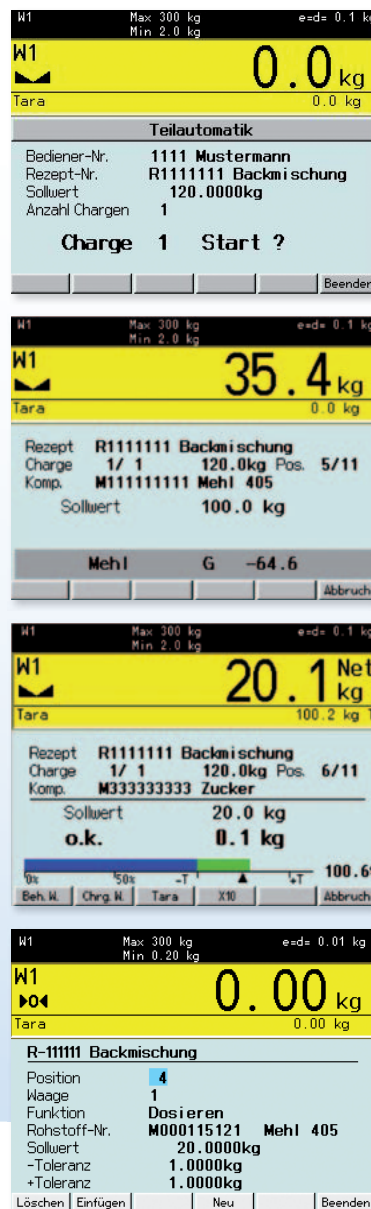 W1 Max 300 kg e=d= 0.1 kg
Min 2.0 kg
W1
0.0 kg
Tara 0.0 kg
Teilautomatik
Bediener-Nr. 1111 Mustermann
Rezept-Nr. R1111111 Backmischung
Sollwert 120.0000kg
Anzahl Chargen 1
Charge 1 Start ?
Beenden
W1 Max 300 kg e=d= 0.1 kg
Min 2.0 kg
W1
35.4 kg
Tara 0.0 kg
Rezept R1111111 Backmischung
Charge 1/ 1 120.0kg Pos. 5/11
Komp. M111111111 Mehl 405
Sollwert 100.0 kg
Mehl G -64.6
Abbruch
W1 Max 300 kg e=d= 0.1 kg
Min 2.0 kg
W1
20.1 Net
kg
Tara 100.2 kg T
Rezept R1111111 Backmischung
Charge 1/ 1 120.0kg Pos. 6/11
Komp. M333333333 Zucker
Sollwert 20.0 kg
o.k. 0.1 kg
0% 50% -T +T 100.6%
Beh. W. Chrg. W. Tara X10 Abbruch
W1 Max 300 kg e=d= 0.01 kg
Min 0.20 kg
W1
►0◄ 0.00 kg
Tara 0.00 kg
R-111111 Backmischung
Position 4
Waage 1
Funktion Dosieren
Rohstoff-Nr. M000115121 Mehl 405
Sollwert 20.0000kg
-Toleranz 1.0000kg
+Toleranz 1.0000kg
Löschen Einfügen Neu Beenden